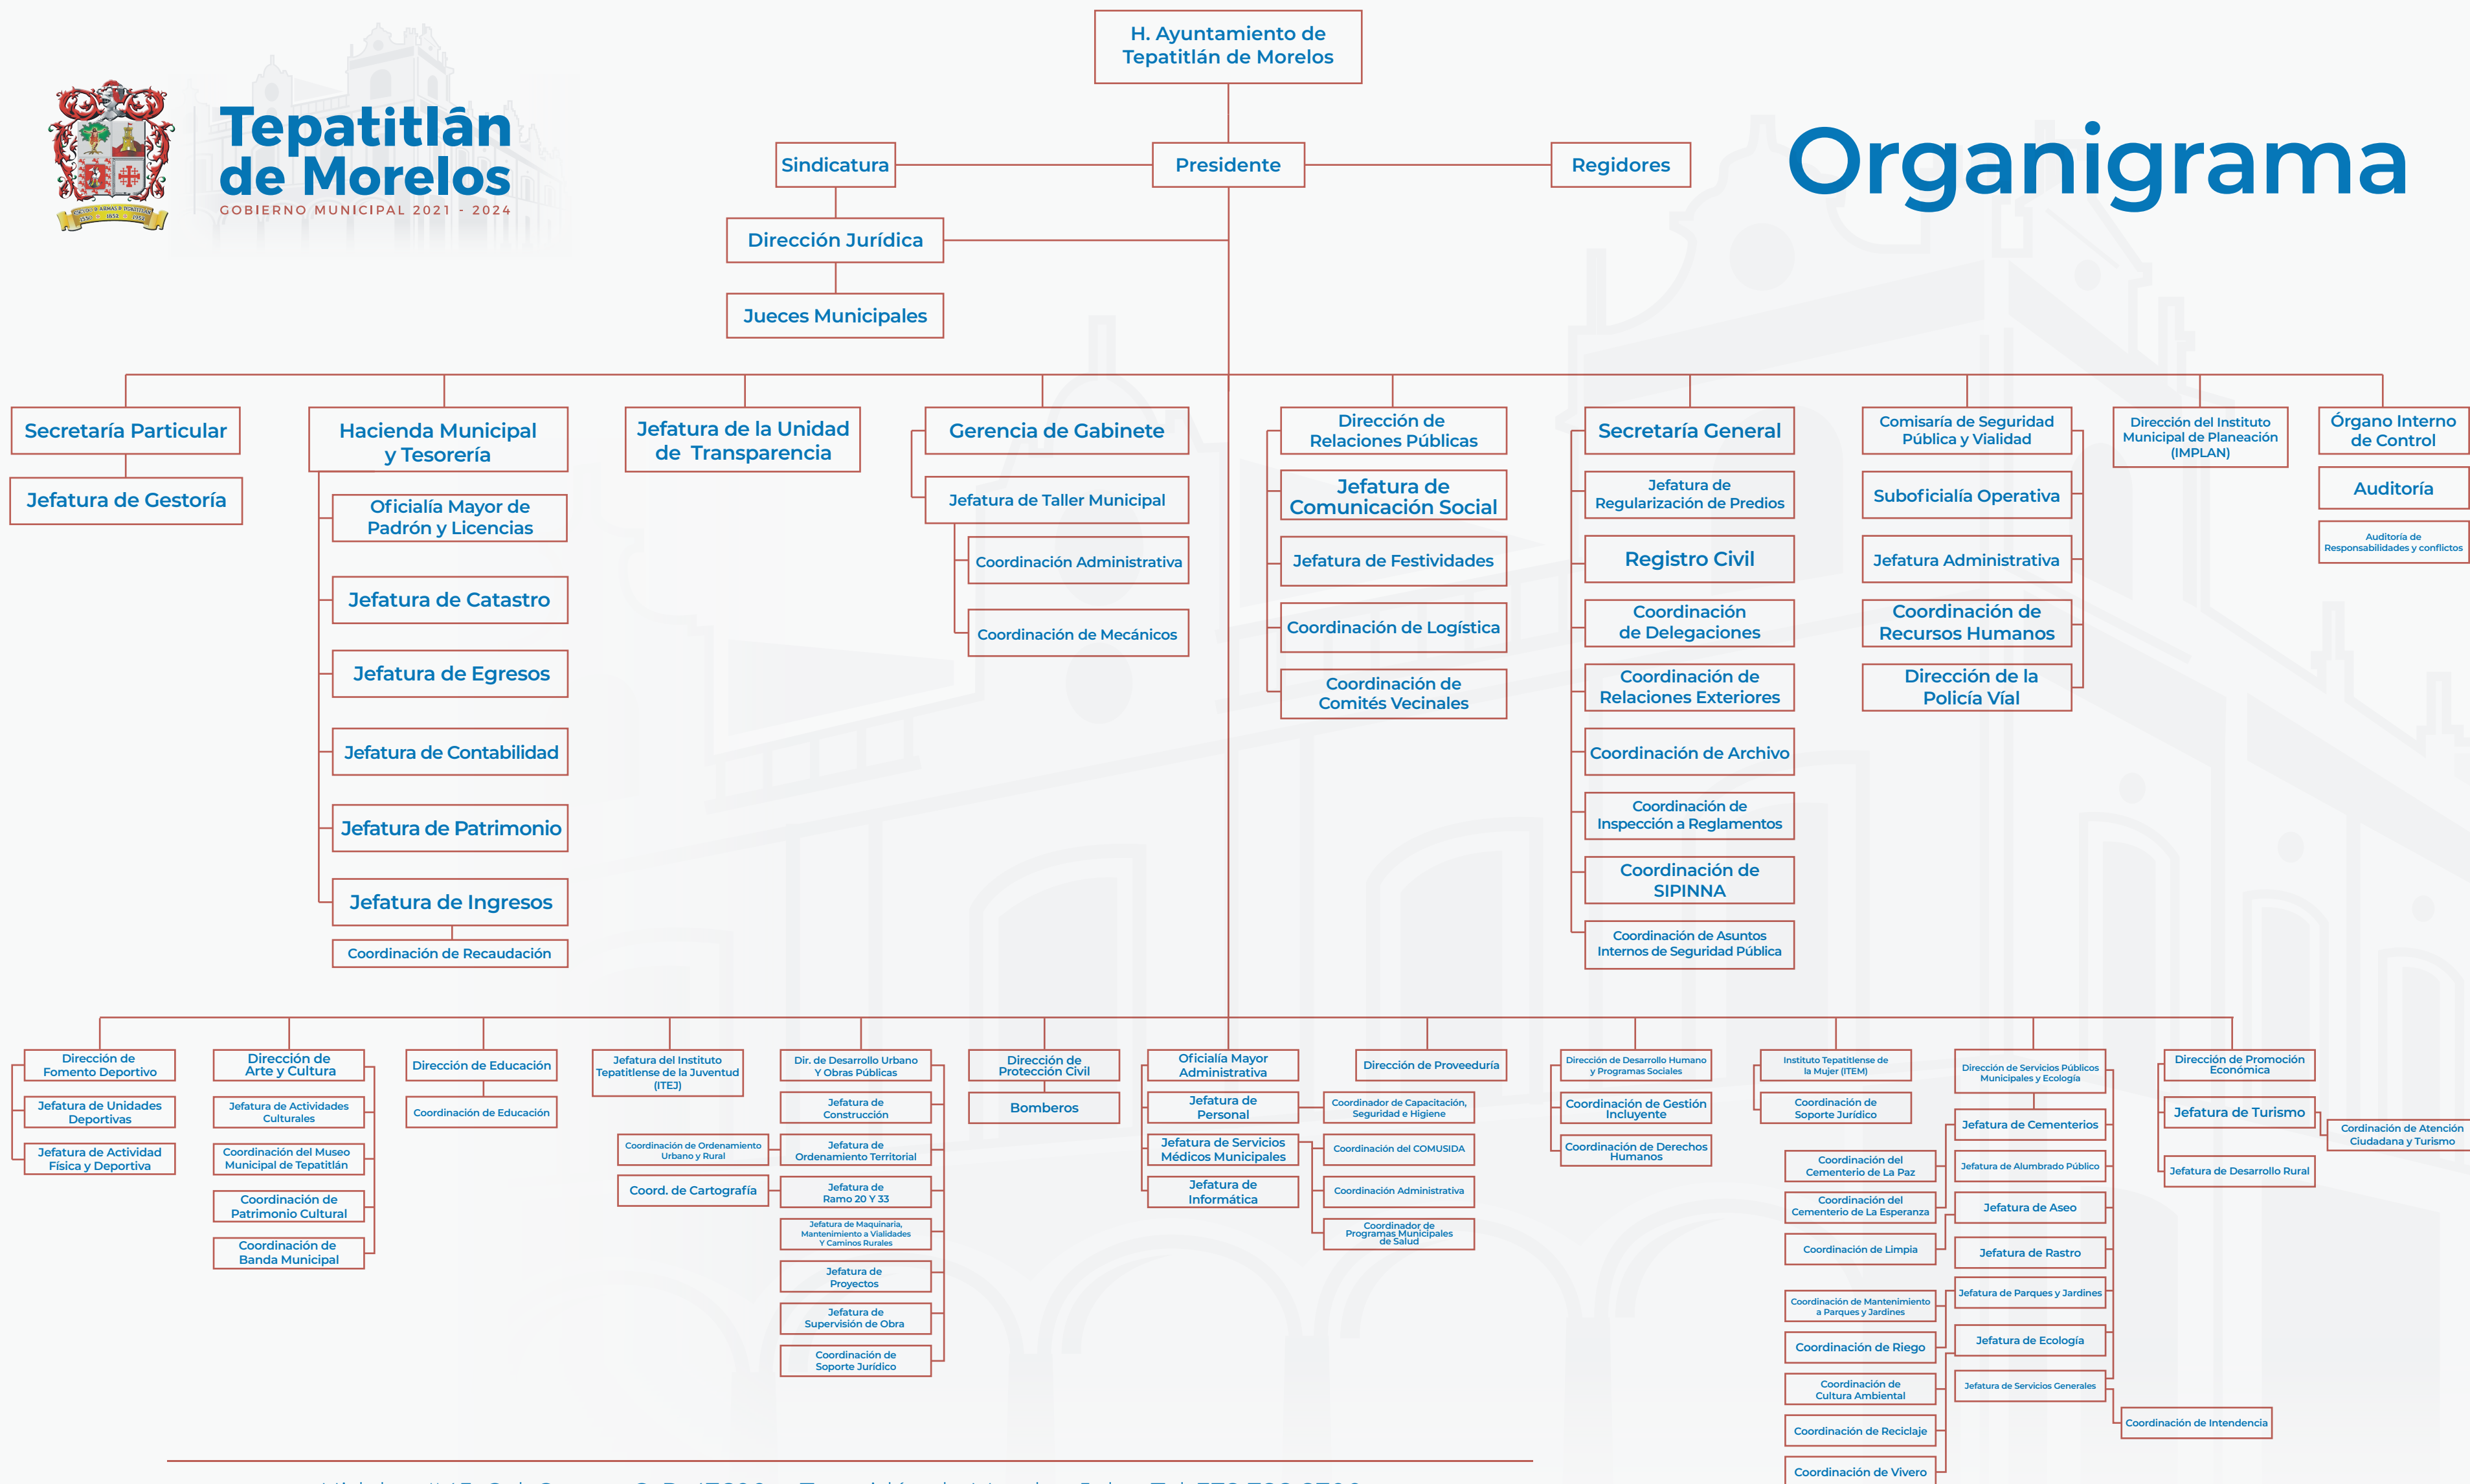 H. Ayuntamiento de
Tepatitlán de Morelos
Tepatitlán
de Morelos
GOBIERNO MUNICIPAL 2021 - 2024
Organigrama
Sindicatura
Presidente
Regidores
Dirección Jurídica
Jueces Municipales
Secretaría Particular
Jefatura de Gestoría
Hacienda Municipal
y Tesorería
Oficialía Mayor de
Padrón y Licencias
Jefatura de Catastro
Jefatura de Egresos
Jefatura de Contabilidad
Jefatura de Patrimonio
Jefatura de Ingresos
Coordinación de Recaudación
Jefatura de la Unidad
de Transparencia
Gerencia de Gabinete
Jefatura de Taller Municipal
Coordinación Administrativa
Coordinación de Mecánicos
Dirección de
Relaciones Públicas
Jefatura de
Comunicación Social
Jefatura de Festividades
Coordinación de Logística
Coordinación de
Comités Vecinales
Secretaría General
Jefatura de
Regularización de Predios
Registro Civil
Coordinación
de Delegaciones
Coordinación de
Relaciones Exteriores
Coordinación de Archivo
Coordinación de
Inspección a Reglamentos
Coordinación de
SIPINNA
Coordinación de Asuntos
Internos de Seguridad Pública
Comisaría de Seguridad
Pública y Vialidad
Suboficialía Operativa
Jefatura Administrativa
Coordinación de
Recursos Humanos
Dirección de la
Policía Víal
Dirección del Instituto
Municipal de Planeación
(IMPLAN)
Órgano Interno
de Control
Auditoría
Auditoría de
Responsabilidades y conflictos
Dirección de
Fomento Deportivo
Jefatura de Unidades
Deportivas
Jefatura de Actividad
Física y Deportiva
Dirección de
Arte y Cultura
Jefatura de Actividades
Culturales
Coordinación del Museo
Municipal de Tepatitlán
Coordinación de
Patrimonio Cultural
Coordinación de
Banda Municipal
Dirección de Educación
Coordinación de Educación
Jefatura del Instituto
Tepatitlense de la Juventud
(ITEJ)
Dir. de Desarrollo Urbano
Y Obras Públicas
Jefatura de
Construcción
Coordinación de Ordenamiento
Urbano y Rural
Jefatura de
Ordenamiento Territorial
Coord. de Cartografía
Jefatura de
Ramo 20 Y 33
Jefatura de Maquinaria,
Mantenimiento a Vialidades
Y Caminos Rurales
Jefatura de
Proyectos
Jefatura de
Supervisión de Obra
Coordinación de
Soporte Jurídico
Dirección de
Protección Civil
Bomberos
Oficialía Mayor
Administrativa
Jefatura de
Personal
Coordinador de Capacitación,
Seguridad e Higiene
Jefatura de Servicios
Médicos Municipales
Coordinación del COMUSIDA
Coordinación Administrativa
Coordinador de
Programas Municipales
de Salud
Jefatura de
Informática
Dirección de Proveeduría
Dirección de Desarrollo Humano
y Programas Sociales
Coordinación de Gestión
Incluyente
Coordinación de Derechos
Humanos
Instituto Tepatitlense de
la Mujer (ITEM)
Coordinación de
Soporte Jurídico
Dirección de Servicios Públicos
Municipales y Ecología
Jefatura de Cementerios
Coordinación del
Cementerio de La Paz
Coordinación del
Cementerio de La Esperanza
Jefatura de Alumbrado Público
Jefatura de Aseo
Coordinación de Limpia
Jefatura de Rastro
Jefatura de Parques y Jardines
Coordinación de Mantenimiento
a Parques y Jardines
Coordinación de Riego
Jefatura de Ecología
Coordinación de
Cultura Ambiental
Coordinación de Reciclaje
Coordinación de Vivero
Jefatura de Servicios Generales
Coordinación de Intendencia
Dirección de Promoción
Económica
Jefatura de Turismo
Cordinación de Atención
Ciudadana y Turismo
Jefatura de Desarrollo Rural